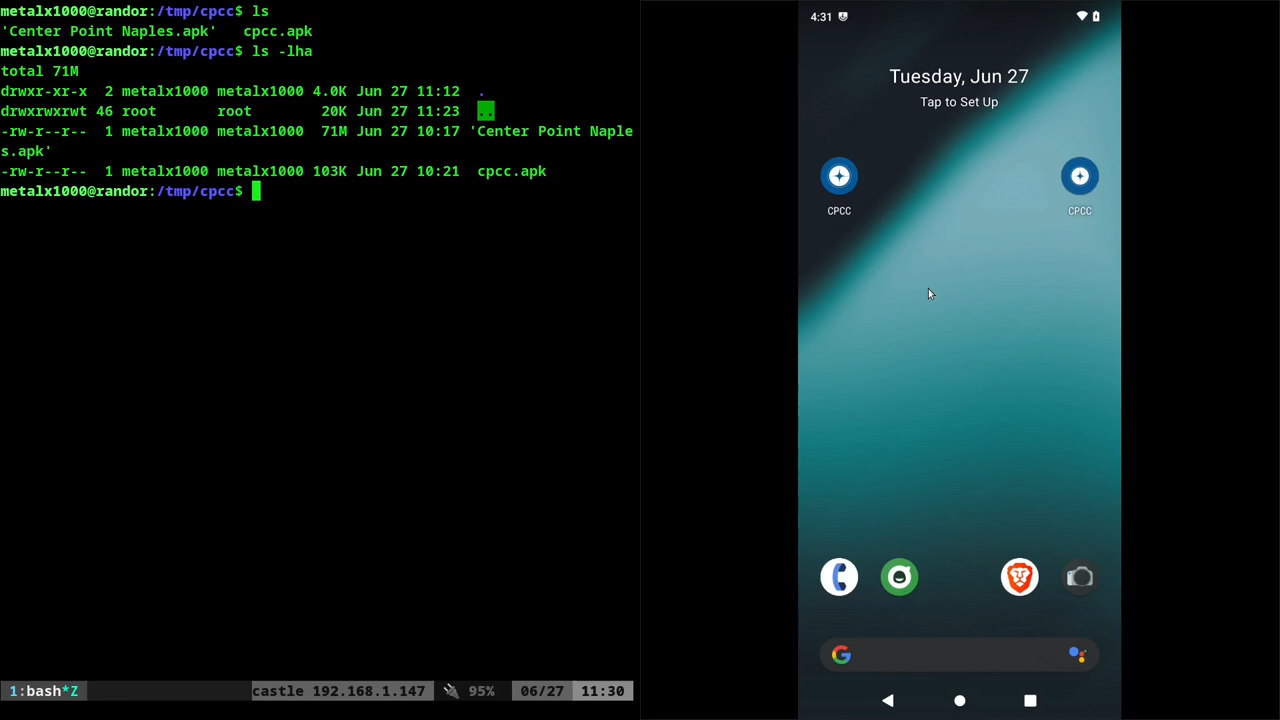 metalx1000@randor:/tmp/cpcc$ ls
'Center Point Naples.apk'   cpcc.apk
metalx1000@randor:/tmp/cpcc$ ls -lha
total 71M
drwxr-xr-x  2 metalx1000 metalx1000 4.0K Jun 27 11:12  .
drwxrwxrwt 46 root       root        20K Jun 27 11:23  ..
-rw-r--r--  1 metalx1000 metalx1000  71M Jun 27 10:17 'Center Point Naple
s.apk'
-rw-r--r--  1 metalx1000 metalx1000 103K Jun 27 10:21  cpcc.apk
metalx1000@randor:/tmp/cpcc$
1:bash*Z
castle 192.168.1.147
95%
06/27
11:30
4:31
Tuesday, Jun 27
Tap to Set Up
CPCC
CPCC